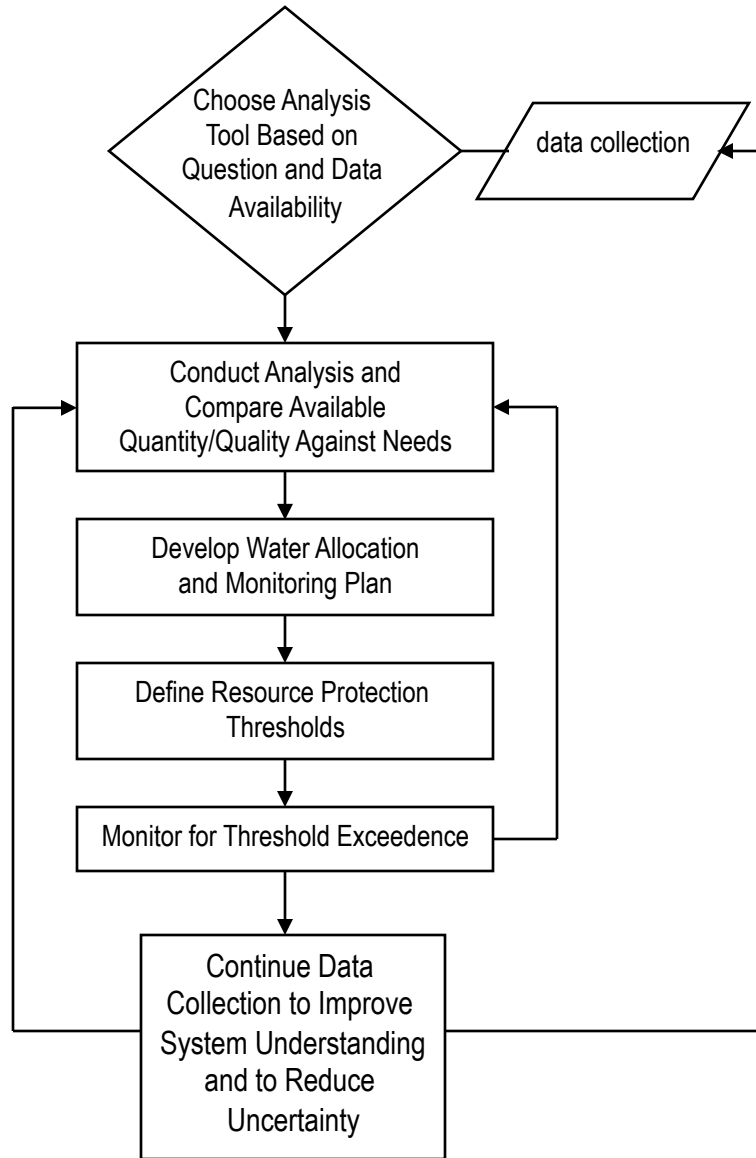 Choose Analysis
Tool Based on
Question and Data
Availability
data collection
Conduct Analysis and
Compare Available
Quantity/Quality Against Needs
Develop Water Allocation
and Monitoring Plan
Define Resource Protection
Thresholds
Monitor for Threshold Exceedence
Continue Data
Collection to Improve
System Understanding
and to Reduce
Uncertainty